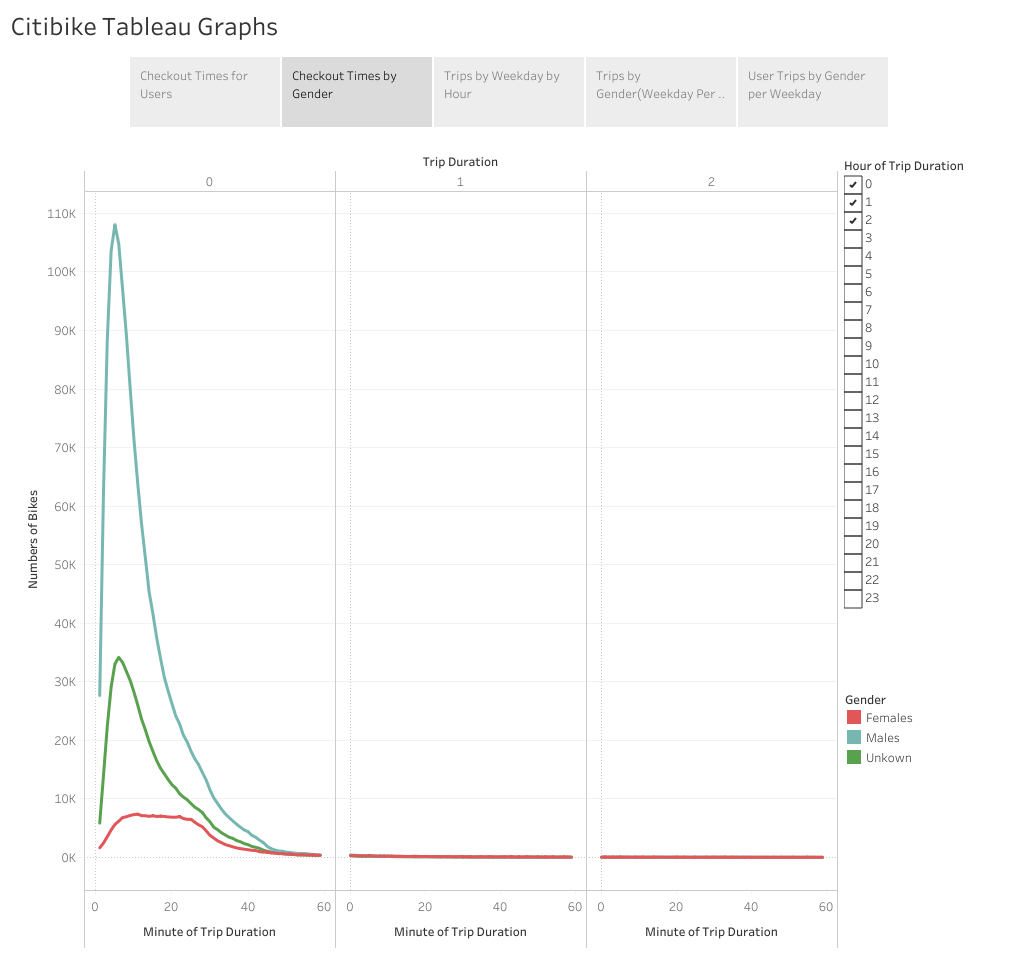 Citibike Tableau Graphs
Checkout Times for
Users
Checkout Times by
Gender
Trips by Weekday by
Hour
Trips by
Gender(Weekday Per ..
User Trips by Gender
per Weekday
Trip Duration
0
1
2
110K
100K
90K
80K
70K
60K
50K
40K
30K
20K
10K
0K
Numbers of Bikes
0 20 40 60
0 20 40 60
0 20 40 60
Minute of Trip Duration
Minute of Trip Duration
Minute of Trip Duration
Hour of Trip Duration
0
1
2
3
4
5
6
7
8
9
10
11
12
13
14
15
16
17
18
19
20
21
22
23
Gender
Females
Males
Unkown